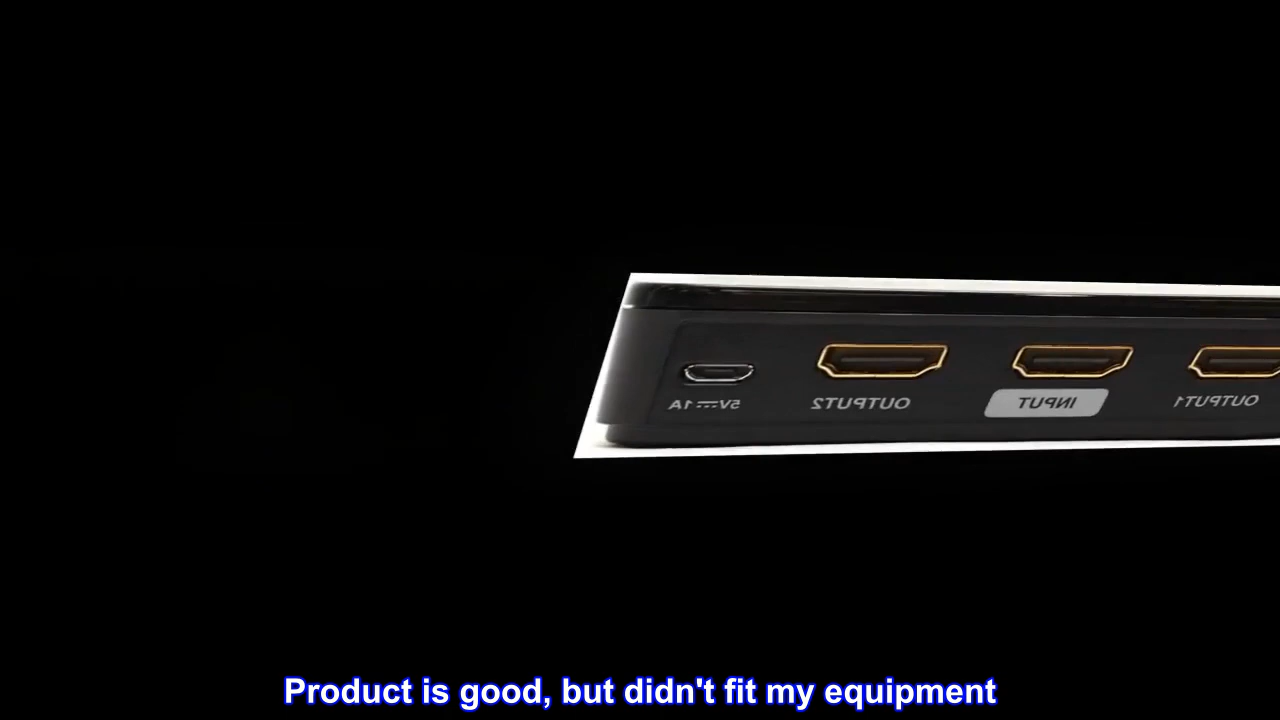 5V⎓1A OUTPUT2 INPUT OUTPUT1
Product is good, but didn't fit my equipment